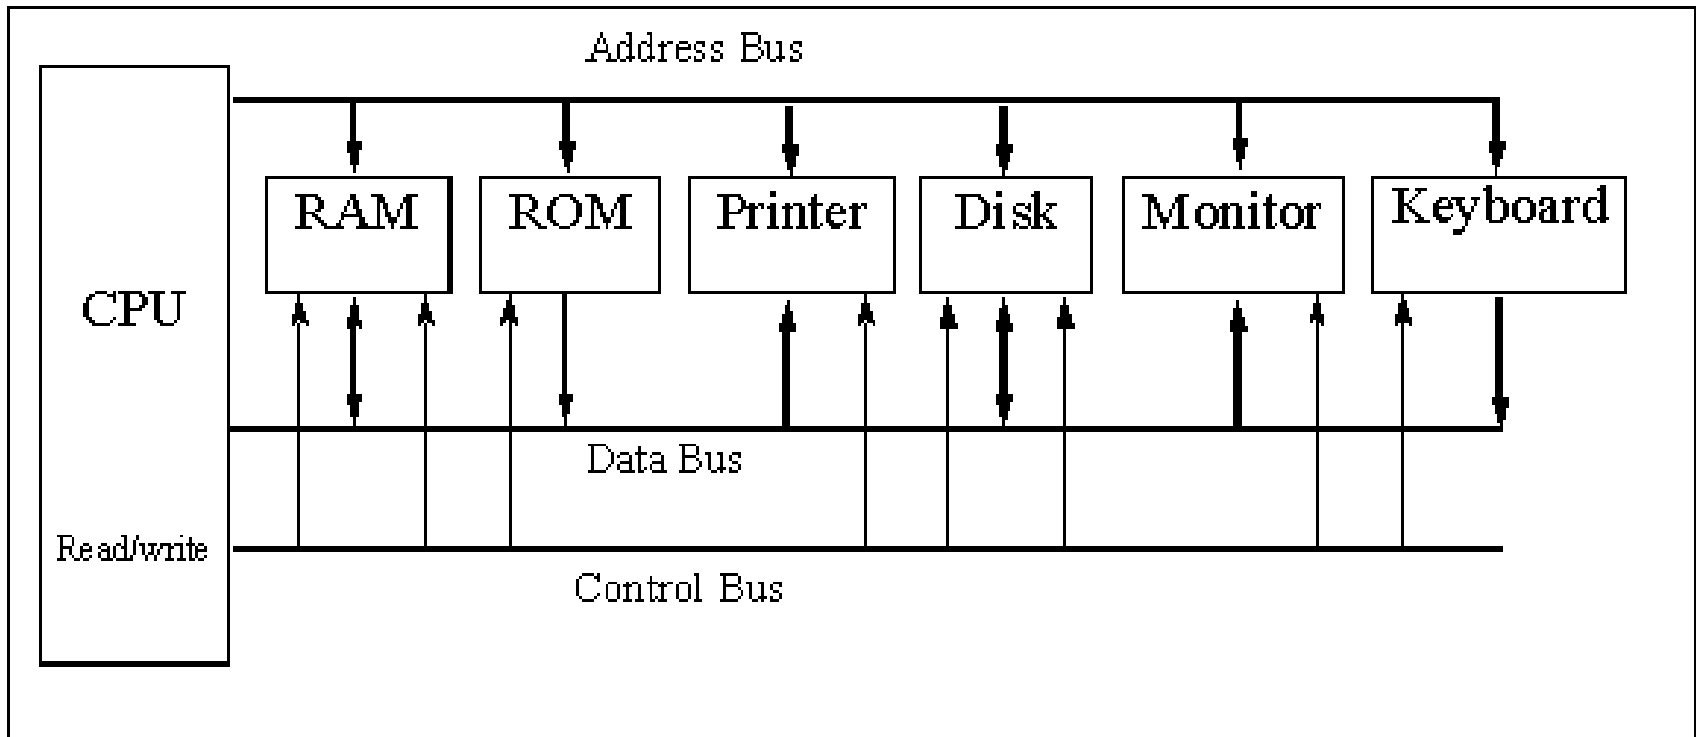 Address Bus
RAM ROM Printer Disk Monitor Keyboard
CPU
Data Bus
Read/write
Control Bus